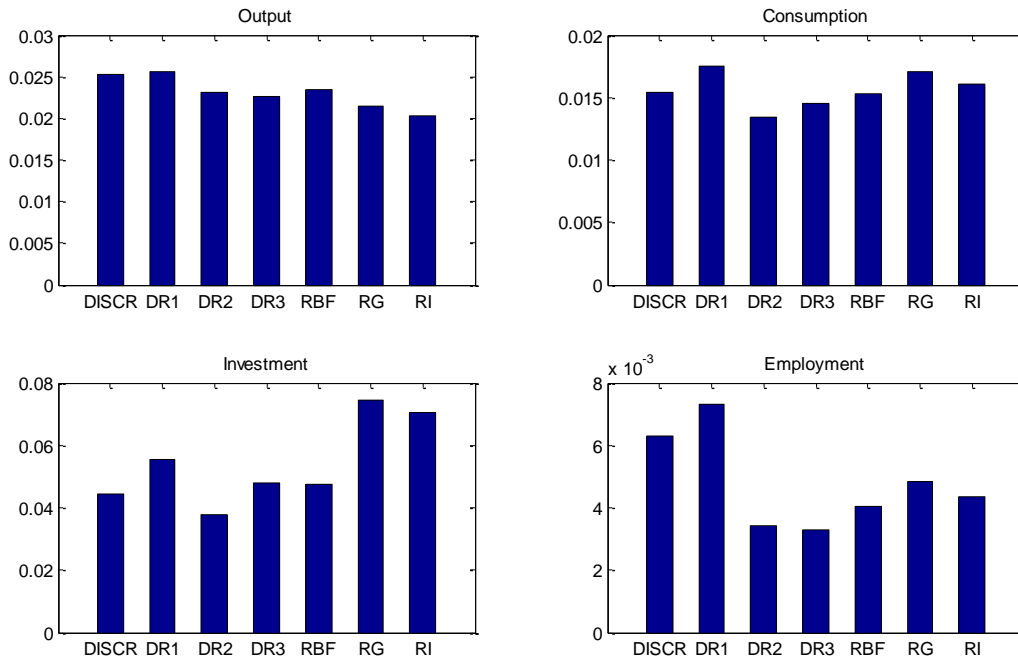 Output
0.03
0.025
0.02
0.015
0.01
0.005
0
DISCR DR1 DR2 DR3 RBF RG RI
Consumption
0.02
0.015
0.01
0.005
0
DISCR DR1 DR2 DR3 RBF RG RI
Investment
0.08
0.06
0.04
0.02
0
DISCR DR1 DR2 DR3 RBF RG RI
x 10⁻³
Employment
8
6
4
2
0
DISCR DR1 DR2 DR3 RBF RG RI